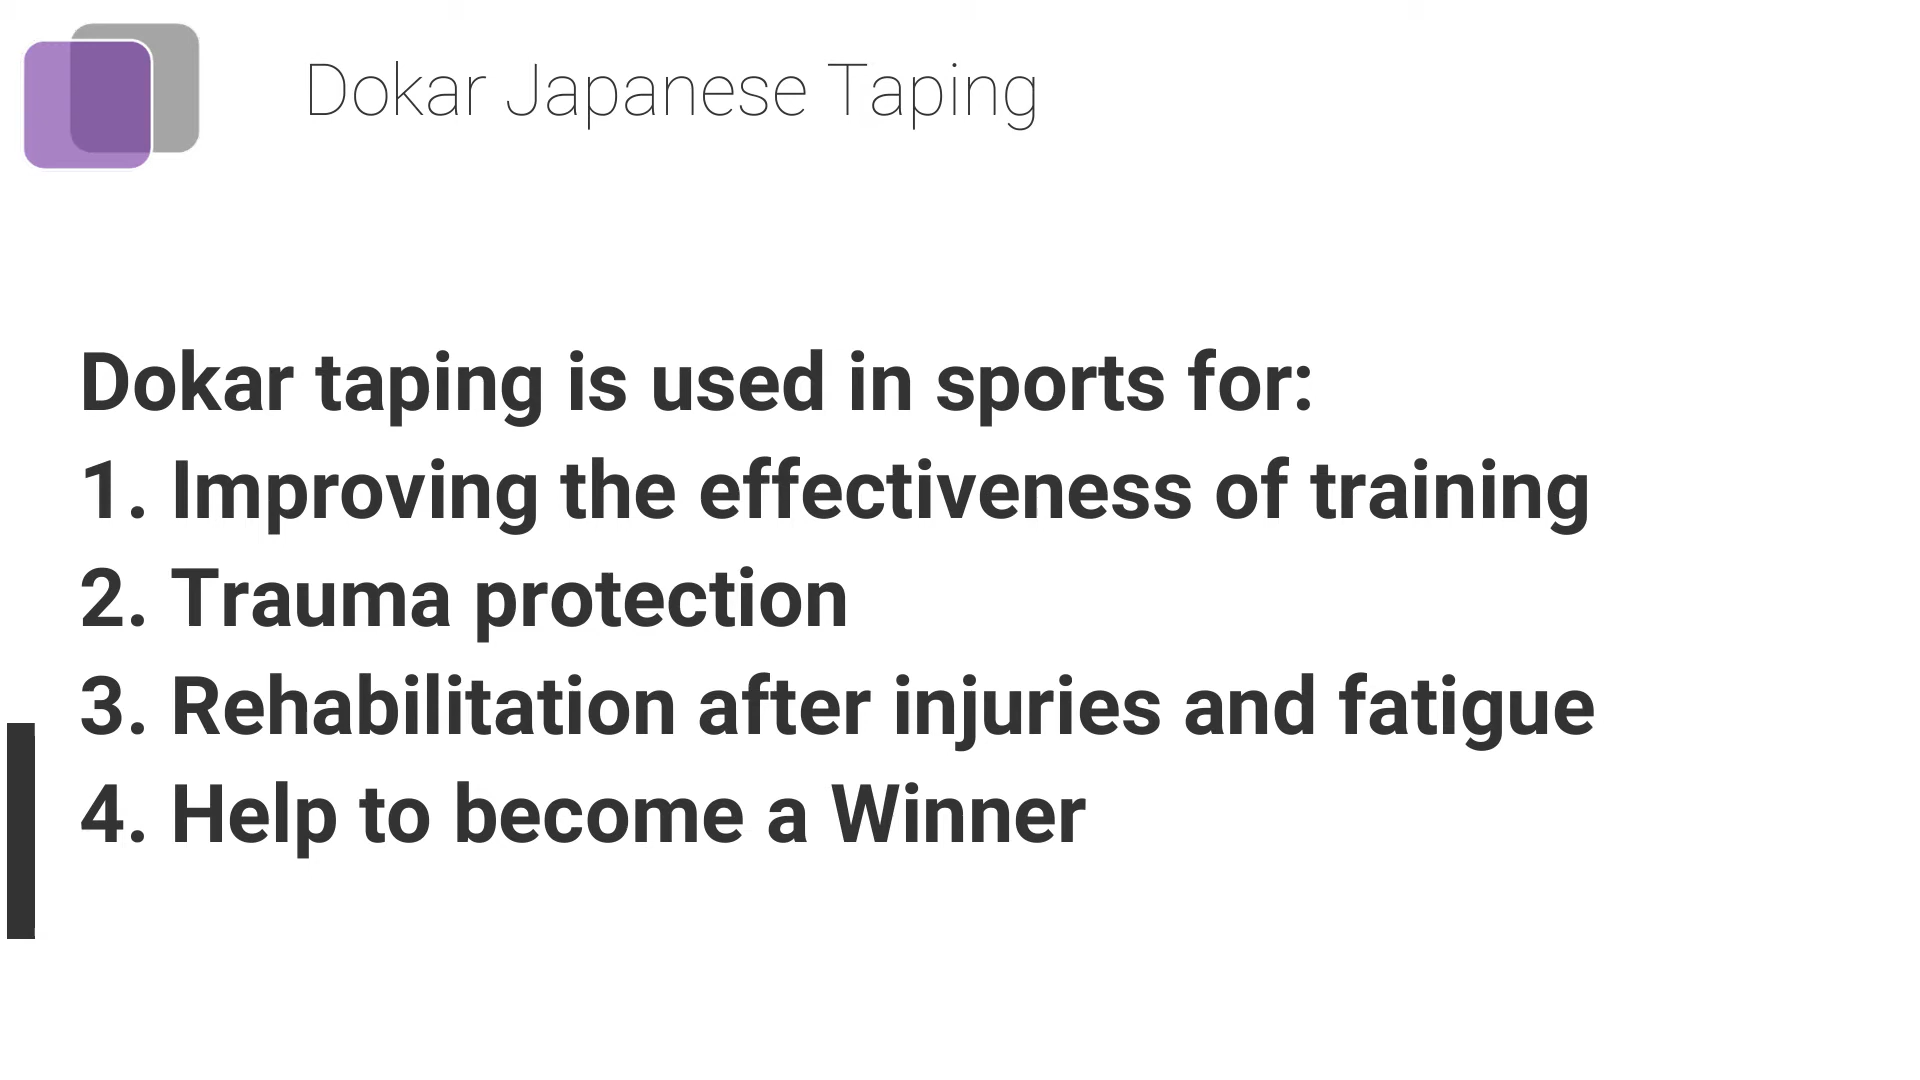 Dokar Japanese Taping
Dokar taping is used in sports for:
1. Improving the effectiveness of training
2. Trauma protection
3. Rehabilitation after injuries and fatigue
4. Help to become a Winner